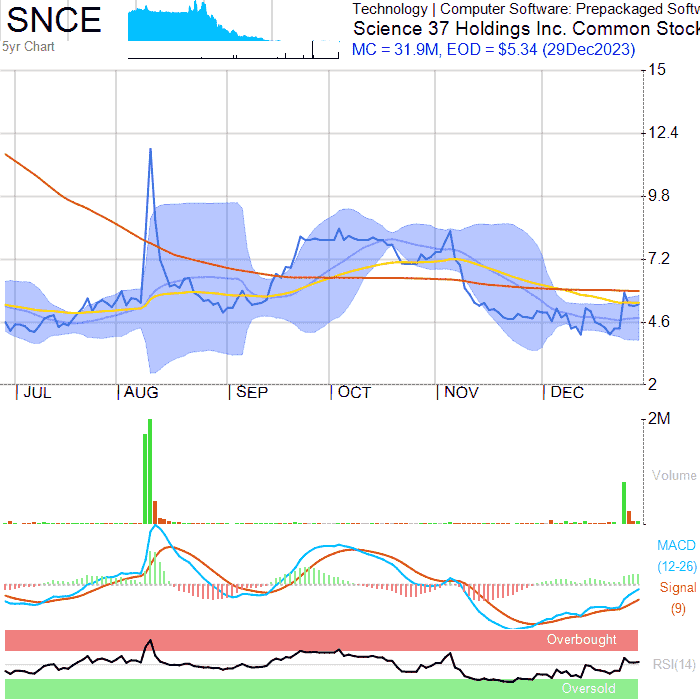 SNCE
5yr Chart
Technology | Computer Software: Prepackaged Softw
Science 37 Holdings Inc. Common Stock
MC = 31.9M, EOD = $5.34 (29Dec2023)
15
12.4
9.8
7.2
4.6
2
JUL AUG SEP OCT NOV DEC
2M
Volume
MACD
(12-26)
Signal
(9)
Overbought
RSI(14)
Oversold